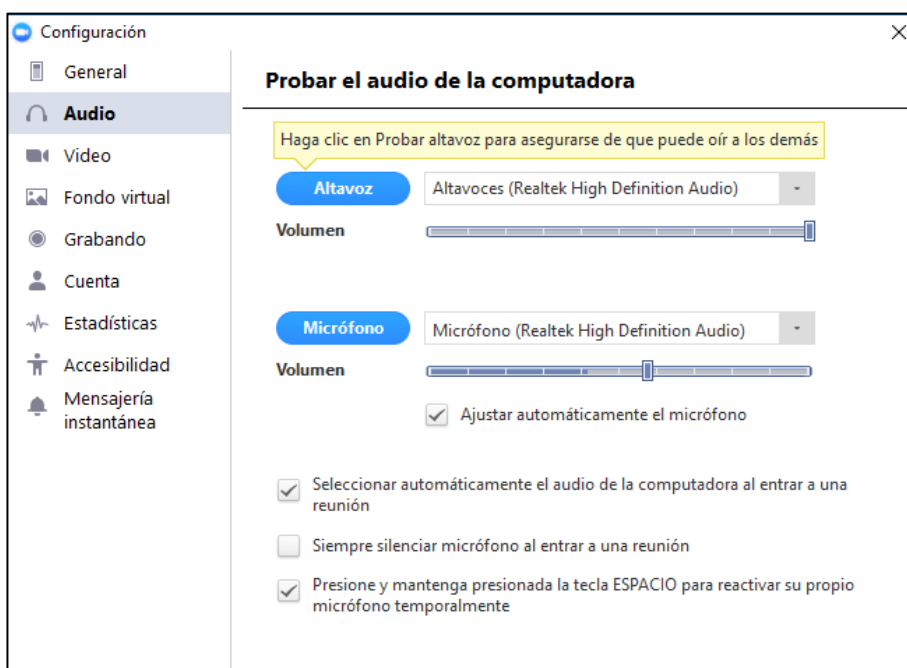 Configuración
General
Audio
Video
Fondo virtual
Grabando
Cuenta
Estadísticas
Accesibilidad
Mensajería
instantánea
Probar el audio de la computadora
Haga clic en Probar altavoz para asegurarse de que puede oír a los demás
Altavoz
Altavoces (Realtek High Definition Audio)
Volumen
Micrófono
Micrófono (Realtek High Definition Audio)
Volumen
Ajustar automáticamente el micrófono
Seleccionar automáticamente el audio de la computadora al entrar a una
reunión
Siempre silenciar micrófono al entrar a una reunión
Presione y mantenga presionada la tecla ESPACIO para reactivar su propio
micrófono temporalmente